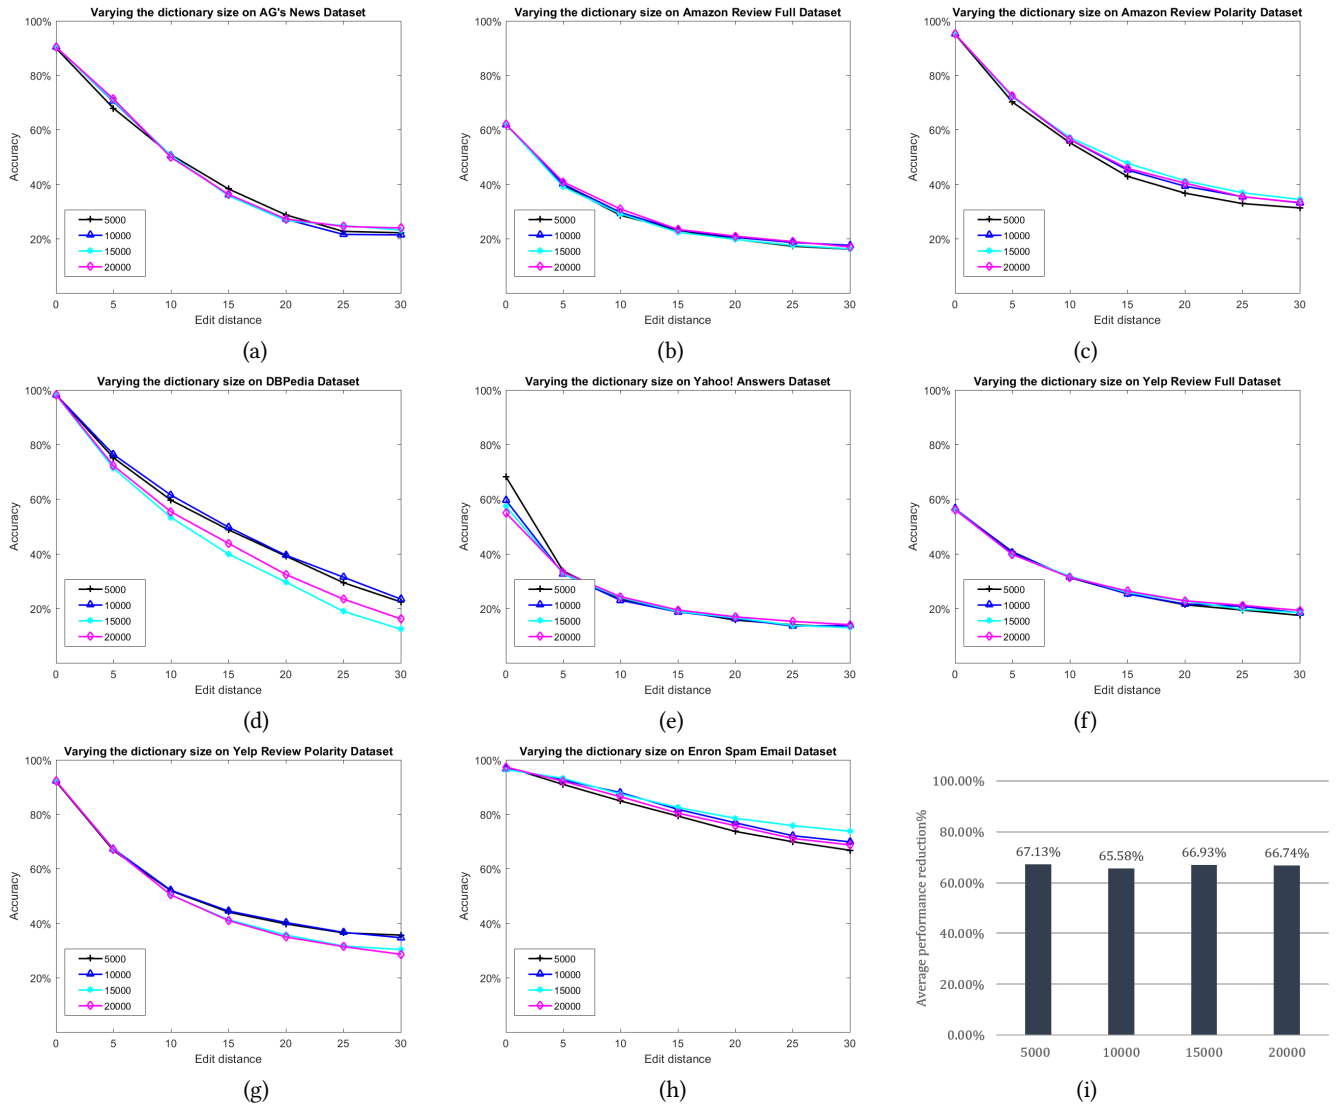 Varying the dictionary size on AG's News Dataset
100%
80%
60%
40%
20%
Accuracy
5000
10000
15000
20000
0 5 10 15 20 25 30
Edit distance
(a)
Varying the dictionary size on Amazon Review Full Dataset
100%
80%
60%
40%
20%
Accuracy
5000
10000
15000
20000
0 5 10 15 20 25 30
Edit distance
(b)
Varying the dictionary size on Amazon Review Polarity Dataset
100%
80%
60%
40%
20%
Accuracy
5000
10000
15000
20000
0 5 10 15 20 25 30
Edit distance
(c)
Varying the dictionary size on DBPedia Dataset
100%
80%
60%
40%
20%
Accuracy
5000
10000
15000
20000
0 5 10 15 20 25 30
Edit distance
(d)
Varying the dictionary size on Yahoo! Answers Dataset
100%
80%
60%
40%
20%
Accuracy
5000
10000
15000
20000
0 5 10 15 20 25 30
Edit distance
(e)
Varying the dictionary size on Yelp Review Full Dataset
100%
80%
60%
40%
20%
Accuracy
5000
10000
15000
20000
0 5 10 15 20 25 30
Edit distance
(f)
Varying the dictionary size on Yelp Review Polarity Dataset
100%
80%
60%
40%
20%
Accuracy
5000
10000
15000
20000
0 5 10 15 20 25 30
Edit distance
(g)
Varying the dictionary size on Enron Spam Email Dataset
100%
80%
60%
40%
20%
Accuracy
5000
10000
15000
20000
0 5 10 15 20 25 30
Edit distance
(h)
100.00%
80.00%
60.00%
40.00%
20.00%
0.00%
Average performance reduction%
67.13% 65.58% 66.93% 66.74%
5000 10000 15000 20000
(i)